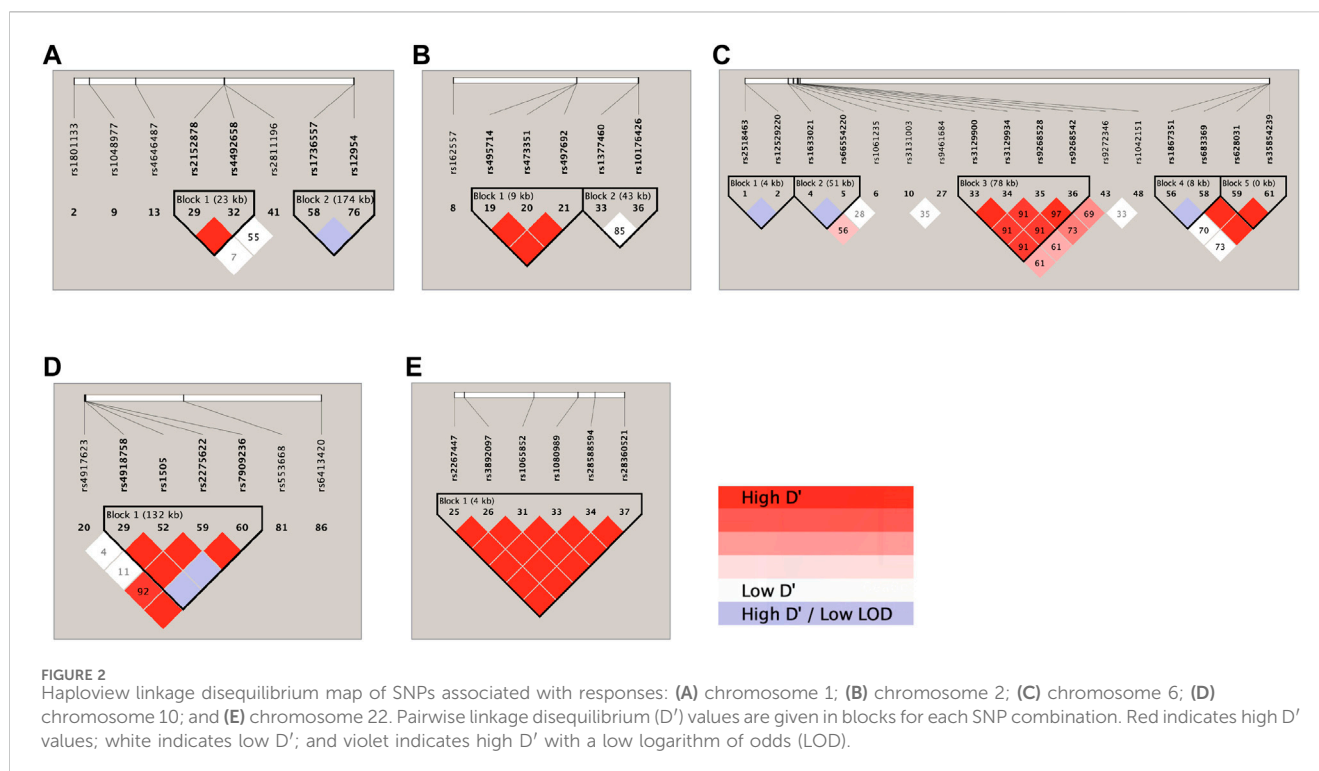 A
rs1801133 rs1048977 rs4646487 rs2152878 rs4492658 rs2811196 rs1736557 rs12954
Block 1 (23 kb) Block 2 (174 kb)
2 9 13 29 32 41 58 76
55
7
B
rs162557 rs495714 rs473351 rs497692 rs1377460 rs10176426
Block 1 (9 kb) Block 2 (43 kb)
8 19 20 21 33 36
85
C
rs2518463 rs12529220 rs1633021 rs66554220 rs1061235 rs3131003 rs9461684 rs3129900 rs3129934 rs9268528 rs9268542 rs9272346 rs1042151 rs1867351 rs683369 rs628031 rs35854239
Block 1 (4 kb) Block 2 (51 kb) Block 3 (78 kb) Block 4 (8 kb) Block 5 (0 kb)
1 2 4 5 6 10 27 33 34 35 36 43 48 56 58 59 61
28 35 91 97 69 33
56 91 91 73 70
91 61 73
61
D
rs4917623 rs4918758 rs1505 rs2275622 rs7909236 rs553668 rs6413420
Block 1 (132 kb)
20 29 52 59 60 81 86
4
11
92
E
rs2267447 rs3892097 rs1065852 rs1080989 rs28588594 rs28360521
Block 1 (4 kb)
25 26 31 33 34 37
High D'
Low D'
High D' / Low LOD
FIGURE 2
Haploview linkage disequilibrium map of SNPs associated with responses: (A) chromosome 1; (B) chromosome 2; (C) chromosome 6; (D)
chromosome 10; and (E) chromosome 22. Pairwise linkage disequilibrium (D′) values are given in blocks for each SNP combination. Red indicates high D′
values; white indicates low D′; and violet indicates high D′ with a low logarithm of odds (LOD).